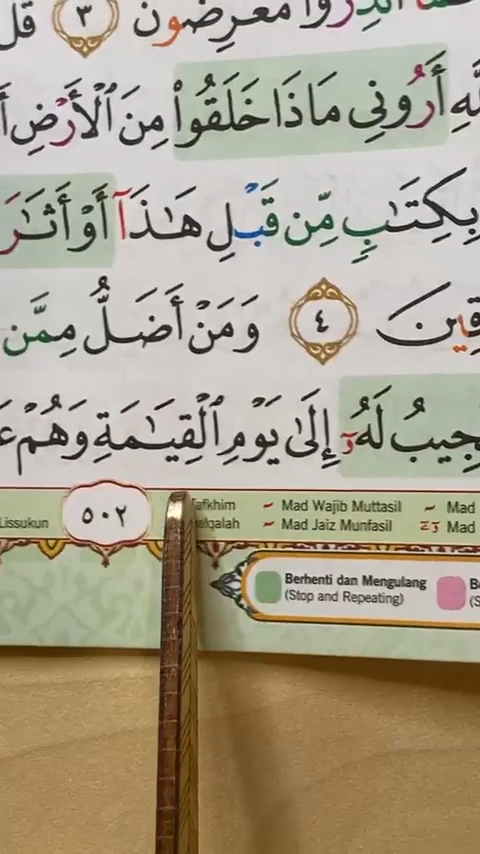 أُنذِرُوا۟ مُعْرِضُونَ ٣ قُل
أَرُونِى مَاذَا خَلَقُوا۟ مِنَ ٱلْأَرْضِ
بِكِتَـٰبٍ مِّن قَبْلِ هَـٰذَآ أَوْ أَثَـٰرَ
قِينَ ٤ وَمَنْ أَضَلُّ مِمَّن
جِيبُ لَهُۥٓ إِلَىٰ يَوْمِ ٱلْقِيَـٰمَةِ وَهُمْ عَ
Tafkhim Mad Wajib Muttasil Mad
Lissukun ٥٠٢ Qalqalah Mad Jaiz Munfasil Mad
Berhenti dan Mengulang
(Stop and Repeating)